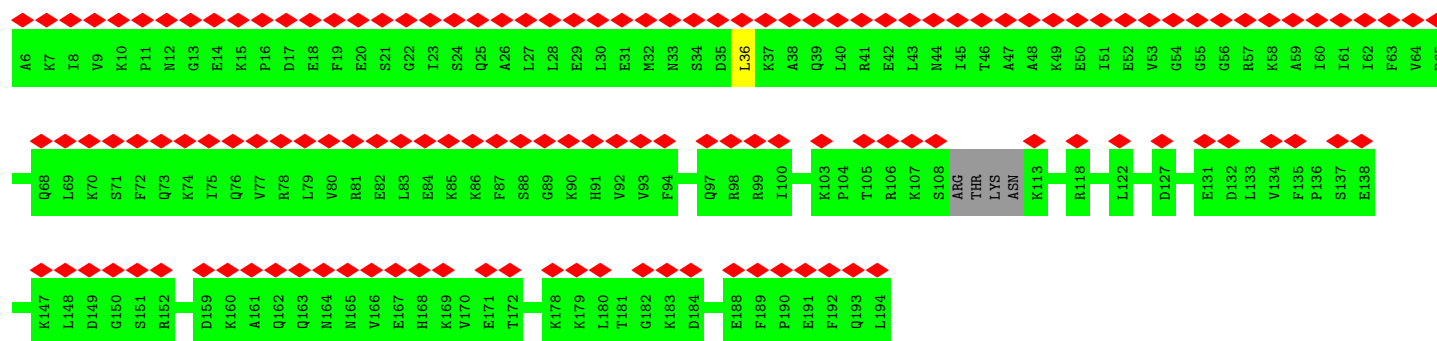 A6 K7 I8 V9 K10 P11 N12 G13 E14 K15 P16 D17 E18 F19 E20 S21 G22 I23 S24 Q25 A26 L27 L28 E29 L30 E31 M32 N33 S34 D35 L36 K37 A38 Q39 L40 R41 E42 L43 N44 I45 T46 A47 A48 K49 E50 I51 E52 V53 G54 G55 G56 R57 K58 A59 I60 I61 I62 F63 V64
Q68 L69 K70 S71 F72 Q73 K74 I75 Q76 V77 R78 L79 V80 R81 E82 L83 E84 K85 K86 F87 S88 G89 K90 H91 V92 V93 F94 Q97 R98 R99 I100 K103 P104 T105 R106 K107 S108 ARG THR LYS ASN K113 R118 L122 D127 E131 D132 L133 V134 F135 P136 S137 E138
K147 L148 D149 G150 S151 R152 D159 K160 A161 Q162 Q163 N164 N165 V166 E167 H168 K169 V170 E171 T172 K178 K179 L180 T181 G182 K183 D184 E188 F189 P190 E191 F192 Q193 L194